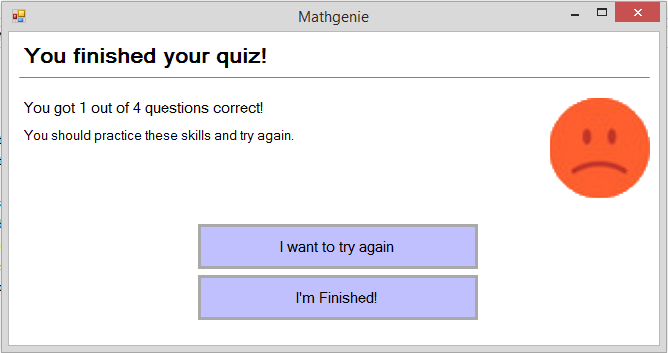 Mathgenie
You finished your quiz!
You got 1 out of 4 questions correct!
You should practice these skills and try again.
I want to try again
I'm Finished!